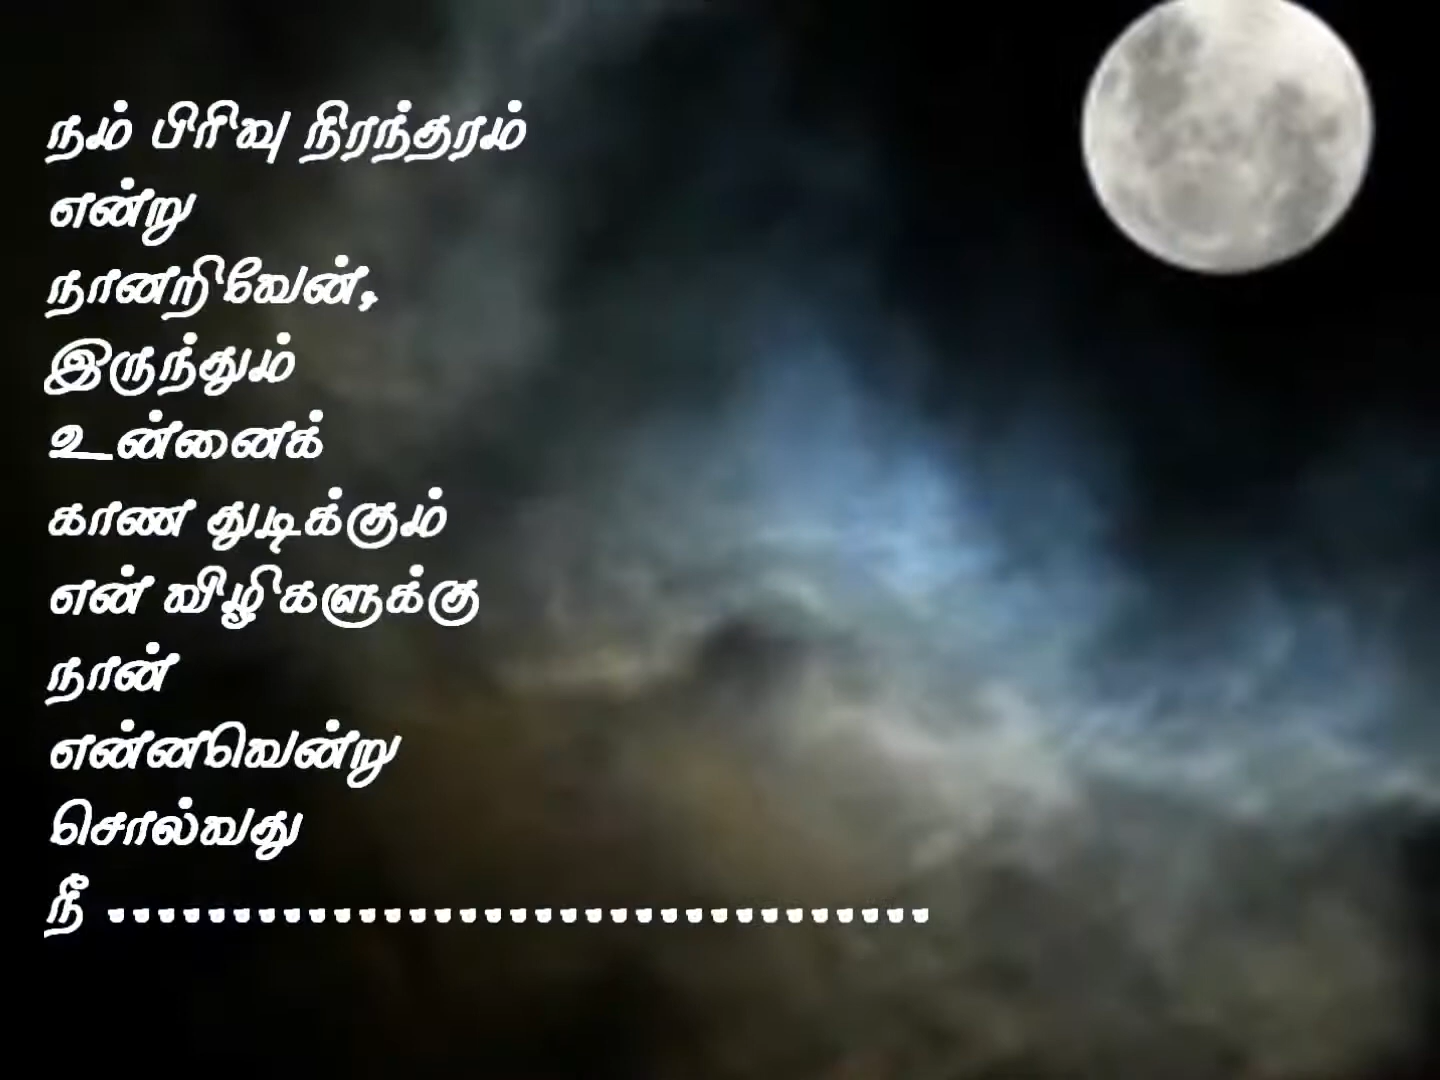 நம் பிரிவு நிரந்தரம்
என்று
நானறிவேன்,
இருந்தும்
உன்னைக்
காண துடிக்கும்
என் விழிகளுக்கு
நான்
என்னவென்று
சொல்வது
நீ .................................